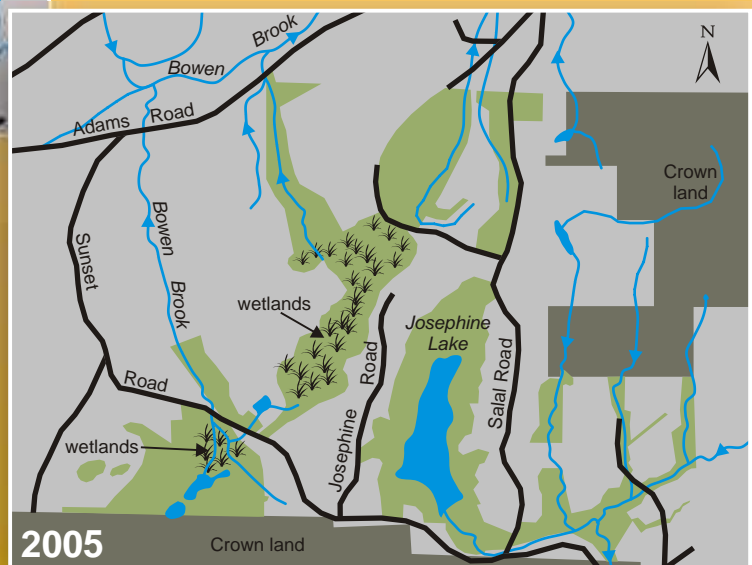 N
Brook
Bowen
Adams Road
Crown
land
Sunset
Bowen
Brook
wetlands
Josephine
Lake
Road
Josephine
Salal Road
Road
wetlands
2005
Crown land